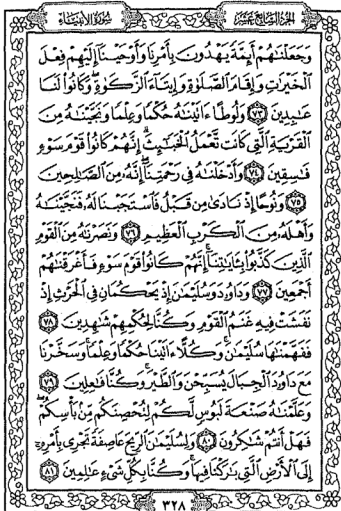 الجزء السابع عشر
سورة الأنبياء
وَجَعَلْنَٰهُمْ أَئِمَّةً يَهْدُونَ بِأَمْرِنَا وَأَوْحَيْنَآ إِلَيْهِمْ فِعْلَ
ٱلْخَيْرَٰتِ وَإِقَامَ ٱلصَّلَوٰةِ وَإِيتَآءَ ٱلزَّكَوٰةِ ۖ وَكَانُوا۟ لَنَا
عَٰبِدِينَ ﴿٧٣﴾ وَلُوطًا ءَاتَيْنَٰهُ حُكْمًا وَعِلْمًا وَنَجَّيْنَٰهُ مِنَ
ٱلْقَرْيَةِ ٱلَّتِى كَانَت تَّعْمَلُ ٱلْخَبَٰٓئِثَ ۗ إِنَّهُمْ كَانُوا۟ قَوْمَ سَوْءٍ
فَٰسِقِينَ ﴿٧٤﴾ وَأَدْخَلْنَٰهُ فِى رَحْمَتِنَآ ۖ إِنَّهُۥ مِنَ ٱلصَّٰلِحِينَ
﴿٧٥﴾ وَنُوحًا إِذْ نَادَىٰ مِن قَبْلُ فَٱسْتَجَبْنَا لَهُۥ فَنَجَّيْنَٰهُ
وَأَهْلَهُۥ مِنَ ٱلْكَرْبِ ٱلْعَظِيمِ ﴿٧٦﴾ وَنَصَرْنَٰهُ مِنَ ٱلْقَوْمِ
ٱلَّذِينَ كَذَّبُوا۟ بِـَٔايَٰتِنَآ ۚ إِنَّهُمْ كَانُوا۟ قَوْمَ سَوْءٍ فَأَغْرَقْنَٰهُمْ
أَجْمَعِينَ ﴿٧٧﴾ وَدَاوُۥدَ وَسُلَيْمَٰنَ إِذْ يَحْكُمَانِ فِى ٱلْحَرْثِ إِذْ
نَفَشَتْ فِيهِ غَنَمُ ٱلْقَوْمِ وَكُنَّا لِحُكْمِهِمْ شَٰهِدِينَ ﴿٧٨﴾
فَفَهَّمْنَٰهَا سُلَيْمَٰنَ ۚ وَكُلًّا ءَاتَيْنَا حُكْمًا وَعِلْمًا ۚ وَسَخَّرْنَا
مَعَ دَاوُۥدَ ٱلْجِبَالَ يُسَبِّحْنَ وَٱلطَّيْرَ ۚ وَكُنَّا فَٰعِلِينَ ﴿٧٩﴾
وَعَلَّمْنَٰهُ صَنْعَةَ لَبُوسٍ لَّكُمْ لِتُحْصِنَكُم مِّنۢ بَأْسِكُمْ ۖ
فَهَلْ أَنتُمْ شَٰكِرُونَ ﴿٨٠﴾ وَلِسُلَيْمَٰنَ ٱلرِّيحَ عَاصِفَةً تَجْرِى بِأَمْرِهِۦٓ
إِلَى ٱلْأَرْضِ ٱلَّتِى بَٰرَكْنَا فِيهَا ۚ وَكُنَّا بِكُلِّ شَىْءٍ عَٰلِمِينَ ﴿٨١﴾
٣٢٨